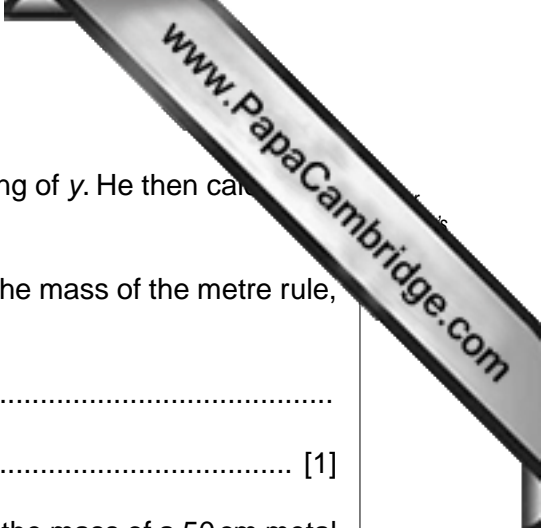 www.PapaCambridge.com
ng of y. He then
he mass of the metre rule,
......................................
................................. [1]
the mass of a 50 cm metal